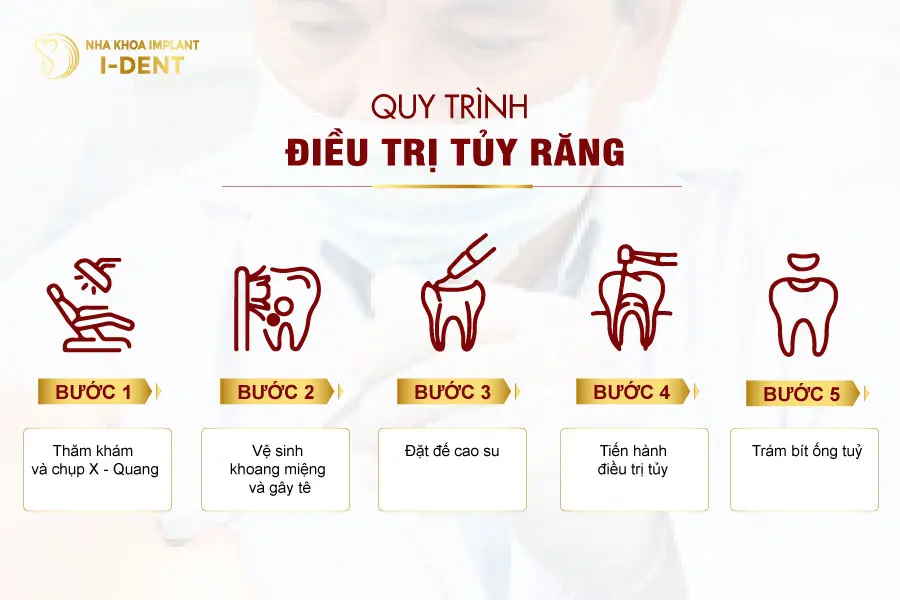 NHA KHOA IMPLANT
I-DENT
QUY TRÌNH
ĐIỀU TRỊ TỦY RĂNG
BƯỚC 1
Thăm khám
và chụp X - Quang
BƯỚC 2
Vệ sinh
khoang miệng
và gây tê
BƯỚC 3
Đặt đế cao su
BƯỚC 4
Tiến hành
điều trị tủy
BƯỚC 5
Trám bít ống tuỷ